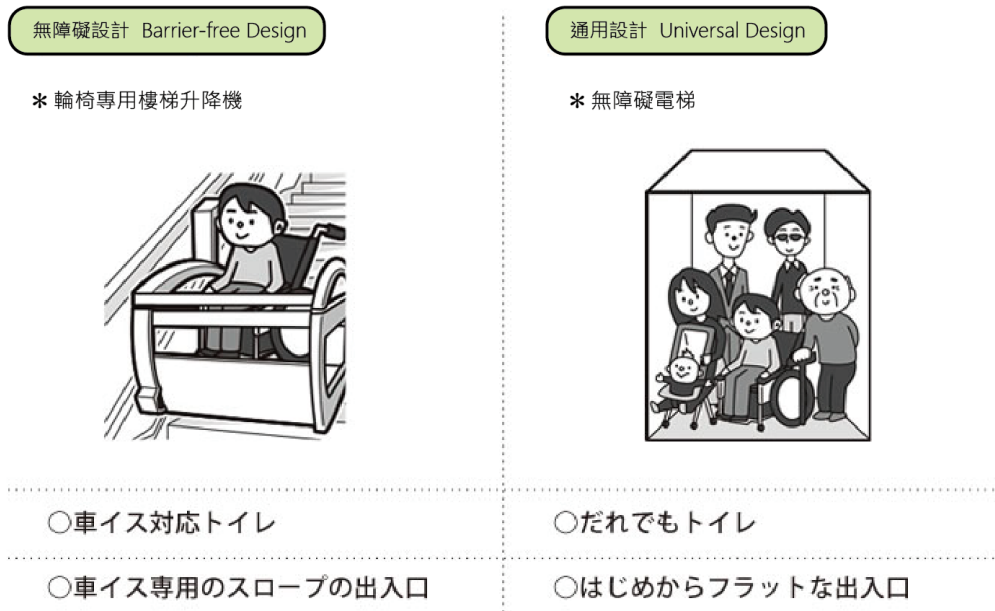 無障礙設計 Barrier-free Design
通用設計 Universal Design
＊輪椅專用樓梯升降機
＊無障礙電梯
○車イス対応トイレ
○だれでもトイレ
○車イス専用のスロープの出入口
○はじめからフラットな出入口